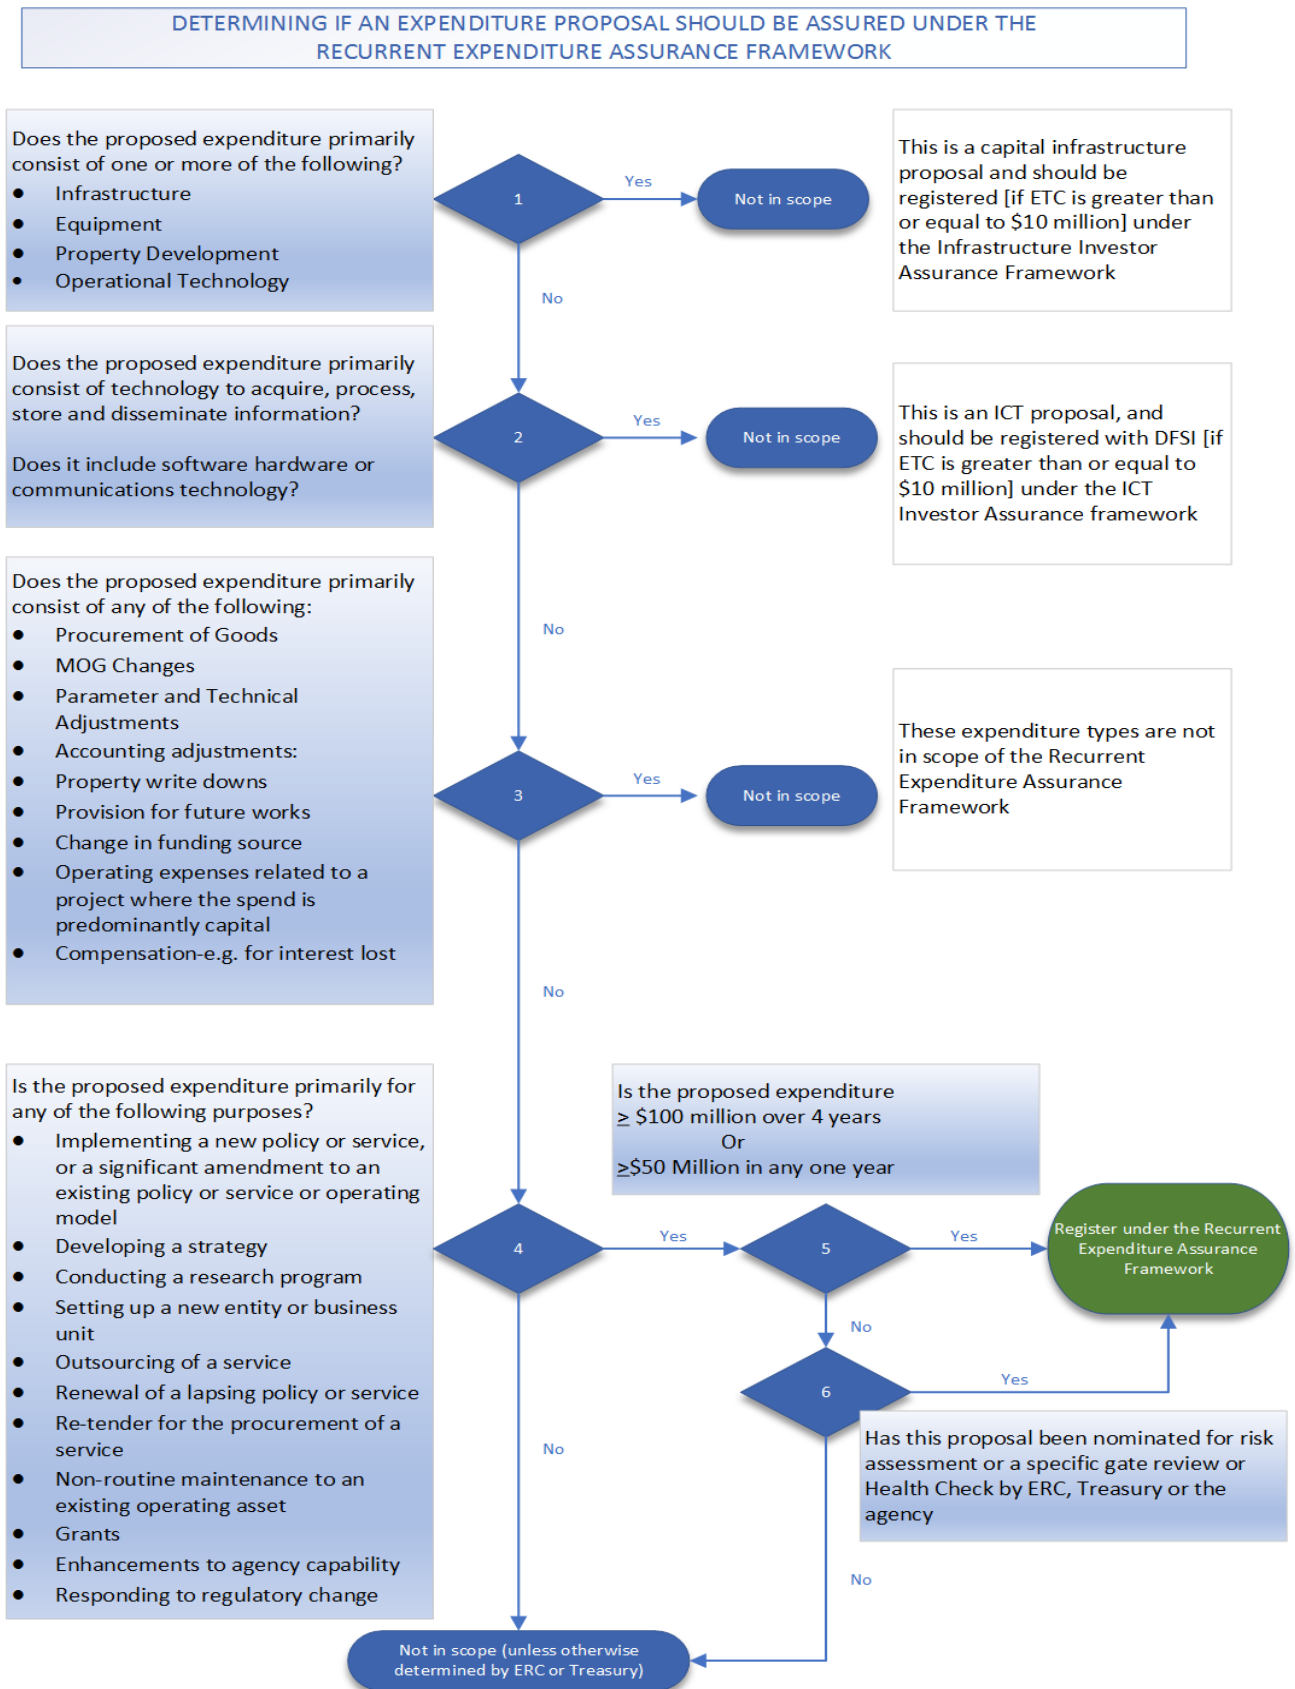 DETERMINING IF AN EXPENDITURE PROPOSAL SHOULD BE ASSURED UNDER THE
RECURRENT EXPENDITURE ASSURANCE FRAMEWORK
Does the proposed expenditure primarily
consist of one or more of the following?
● Infrastructure
● Equipment
● Property Development
● Operational Technology
1
Yes
Not in scope
This is a capital infrastructure
proposal and should be
registered [if ETC is greater than
or equal to $10 million] under
the Infrastructure Investor
Assurance Framework
No
Does the proposed expenditure primarily
consist of technology to acquire, process,
store and disseminate information?
Does it include software hardware or
communications technology?
2
Yes
Not in scope
This is an ICT proposal, and
should be registered with DFSI [if
ETC is greater than or equal to
$10 million] under the ICT
Investor Assurance framework
No
Does the proposed expenditure primarily
consist of any of the following:
● Procurement of Goods
● MOG Changes
● Parameter and Technical
Adjustments
● Accounting adjustments:
● Property write downs
● Provision for future works
● Change in funding source
● Operating expenses related to a
project where the spend is
predominantly capital
● Compensation-e.g. for interest lost
3
Yes
Not in scope
These expenditure types are not
in scope of the Recurrent
Expenditure Assurance
Framework
No
Is the proposed expenditure primarily for
any of the following purposes?
● Implementing a new policy or service,
or a significant amendment to an
existing policy or service or operating
model
● Developing a strategy
● Conducting a research program
● Setting up a new entity or business
unit
● Outsourcing of a service
● Renewal of a lapsing policy or service
● Re-tender for the procurement of a
service
● Non-routine maintenance to an
existing operating asset
● Grants
● Enhancements to agency capability
● Responding to regulatory change
4
Yes
Is the proposed expenditure
≥ $100 million over 4 years
Or
≥$50 Million in any one year
5
Yes
Register under the Recurrent
Expenditure Assurance
Framework
No
6
Yes
Has this proposal been nominated for risk
assessment or a specific gate review or
Health Check by ERC, Treasury or the
agency
No
No
Not in scope (unless otherwise
determined by ERC or Treasury)